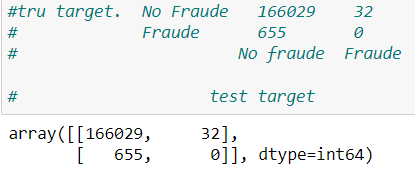 #tru target.  No Fraude   166029    32
#             Fraude      655       0
#                        No fraude  Fraude
#                     test target
array([[166029,     32],
       [   655,      0]], dtype=int64)